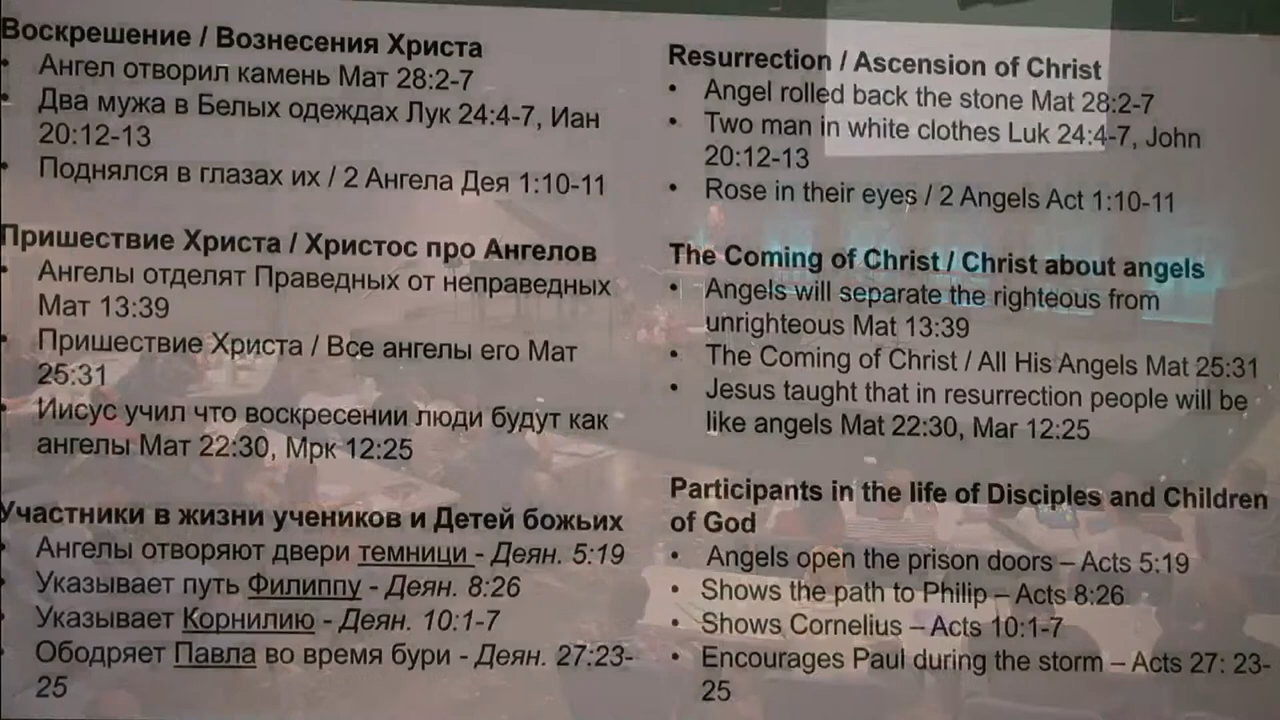 Воскрешение / Вознесения Христа
Ангел отворил камень Мат 28:2-7
Два мужа в Белых одеждах Лук 24:4-7, Иан
20:12-13
Поднялся в глазах их / 2 Ангела Дея 1:10-11
Пришествие Христа / Христос про Ангелов
Ангелы отделят Праведных от неправедных
Мат 13:39
Пришествие Христа / Все ангелы его Мат
25:31
Иисус учил что воскресении люди будут как
ангелы Мат 22:30, Мрк 12:25
Участники в жизни учеников и Детей божьих
Ангелы отворяют двери темници - Деян. 5:19
Указывает путь Филиппу - Деян. 8:26
Указывает Корнилию - Деян. 10:1-7
Ободряет Павла во время бури - Деян. 27:23-
25
Resurrection / Ascension of Christ
• Angel rolled back the stone Mat 28:2-7
• Two man in white clothes Luk 24:4-7, John
20:12-13
• Rose in their eyes / 2 Angels Act 1:10-11
The Coming of Christ / Christ about angels
• Angels will separate the righteous from
unrighteous Mat 13:39
• The Coming of Christ / All His Angels Mat 25:31
• Jesus taught that in resurrection people will be
like angels Mat 22:30, Mar 12:25
Participants in the life of Disciples and Children
of God
• Angels open the prison doors – Acts 5:19
• Shows the path to Philip – Acts 8:26
• Shows Cornelius – Acts 10:1-7
• Encourages Paul during the storm – Acts 27: 23-
25